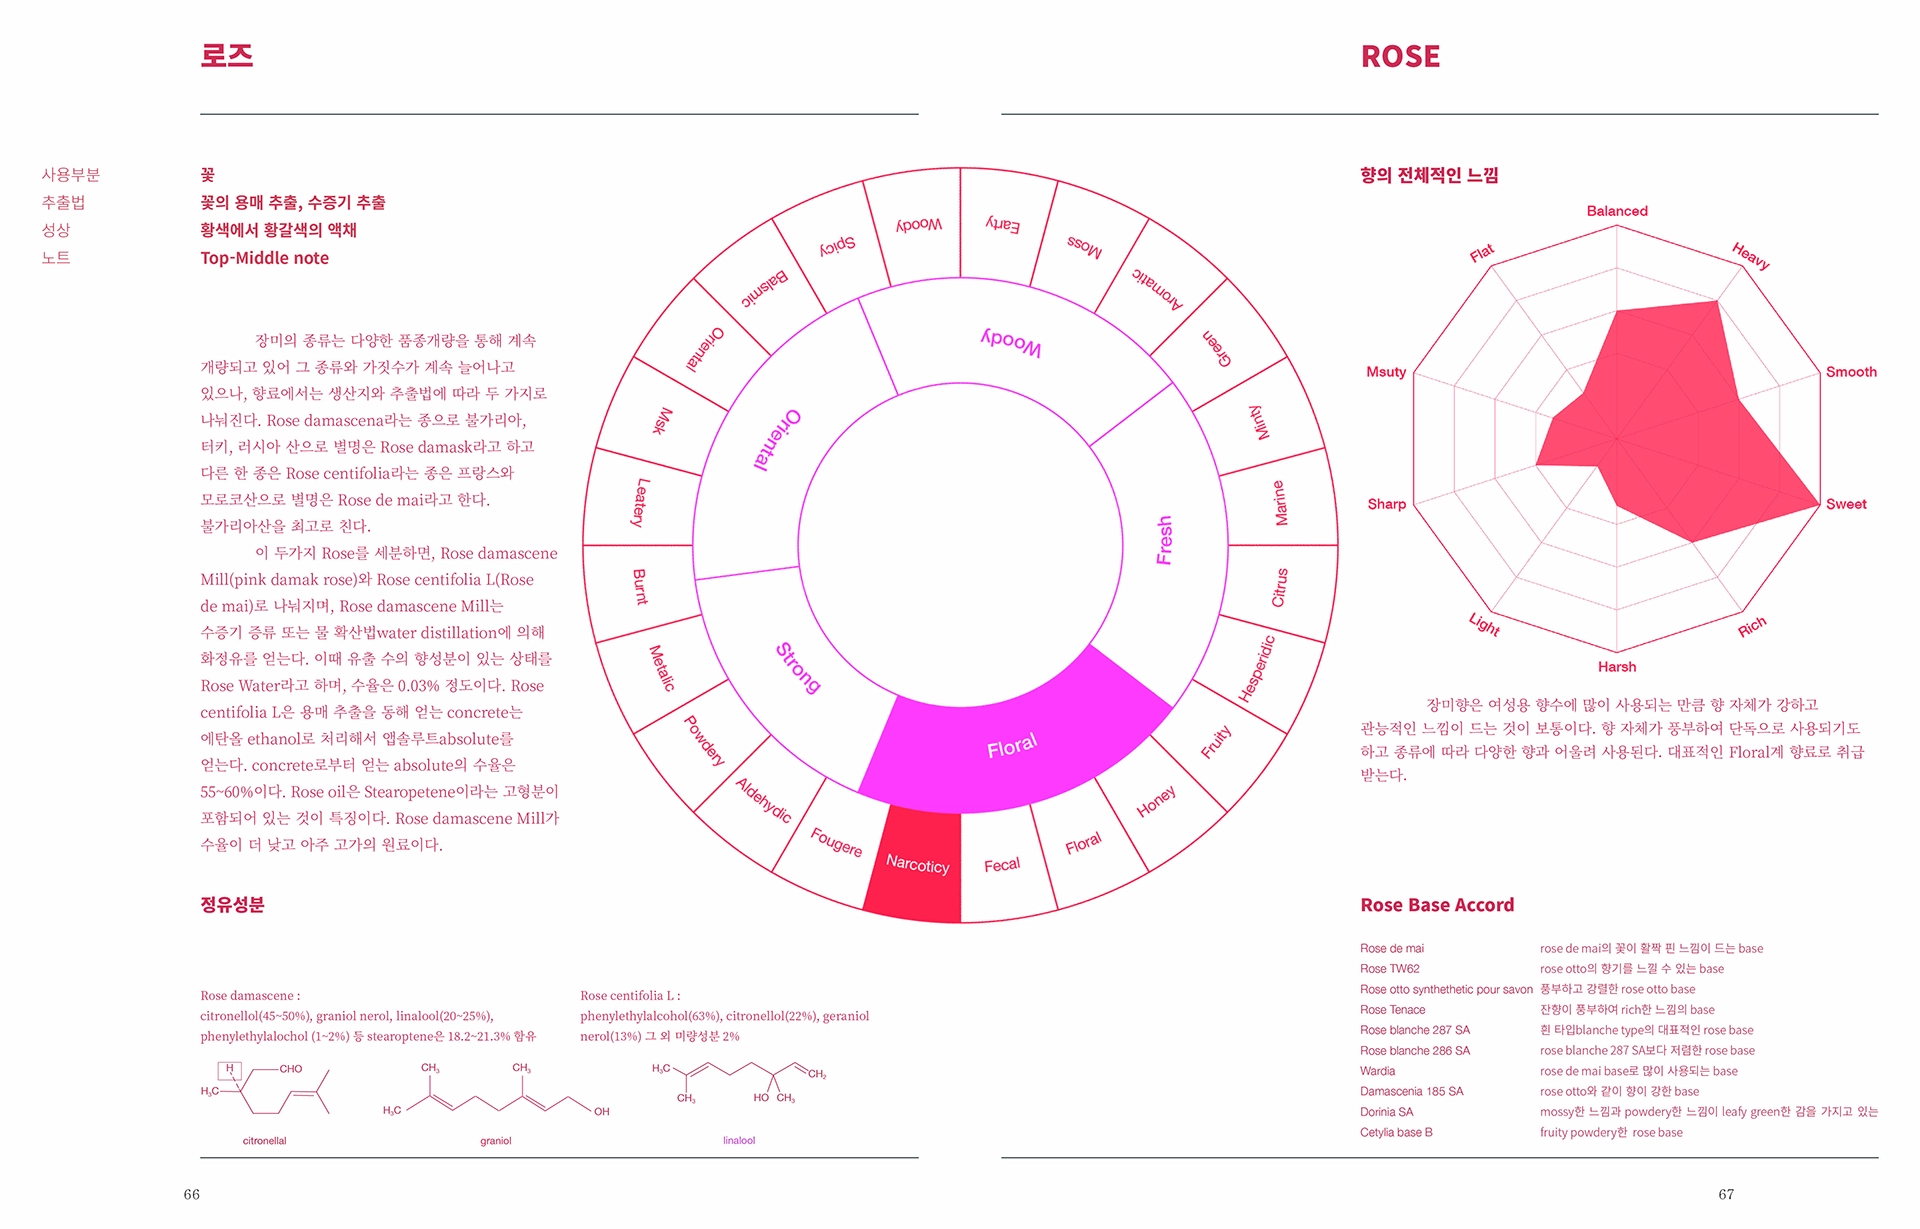 로즈
ROSE
사용부분
꽃
추출법
꽃의 용매 추출, 수증기 추출
성상
황색에서 황갈색의 액채
노트
Top-Middle note
장미의 종류는 다양한 품종개량을 통해 계속
개량되고 있어 그 종류와 가짓수가 계속 늘어나고
있으나, 향료에서는 생산지와 추출법에 따라 두 가지로
나눠진다. Rose damascena라는 종으로 불가리아,
터키, 러시아 산으로 별명은 Rose damask라고 하고
다른 한 종은 Rose centifolia라는 종은 프랑스와
모로코산으로 별명은 Rose de mai라고 한다.
불가리아산을 최고로 친다.
이 두가지 Rose를 세분하면, Rose damascene
Mill(pink damak rose)와 Rose centifolia L(Rose
de mai)로 나눠지며, Rose damascene Mill는
수증기 증류 또는 물 확산법water distillation에 의해
화정유를 얻는다. 이때 유출 수의 향성분이 있는 상태를
Rose Water라고 하며, 수율은 0.03% 정도이다. Rose
centifolia L은 용매 추출을 동해 얻는 concrete는
에탄올 ethanol로 처리해서 앱솔루트absolute를
얻는다. concrete로부터 얻는 absolute의 수율은
55~60%이다. Rose oil은 Stearopetene이라는 고형분이
포함되어 있는 것이 특징이다. Rose damascene Mill가
수율이 더 낮고 아주 고가의 원료이다.
정유성분
Rose damascene :
citronellol(45~50%), graniol nerol, linalool(20~25%),
phenylethylalochol (1~2%) 등 stearoptene은 18.2~21.3% 함유
Rose centifolia L :
phenylethylalcohol(63%), citronellol(22%), geraniol
nerol(13%) 그 외 미량성분 2%
H
CHO
H₃C
citronellal
CH₃
CH₃
H₃C
OH
graniol
H₃C
CH₂
CH₃
HO
CH₃
linalool
Woody
Earty
Moss
Aromatic
Green
Minty
Marine
Citrus
Hesperidic
Fruity
Honey
Floral
Fecal
Narcoticy
Fougere
Aldehydic
Powdery
Metalic
Burnt
Leatery
Msk
Oriental
Balsmic
Spicy
Woody
Fresh
Floral
Strong
Oriental
향의 전체적인 느낌
Balanced
Heavy
Smooth
Sweet
Rich
Harsh
Light
Sharp
Msuty
Flat
장미향은 여성용 향수에 많이 사용되는 만큼 향 자체가 강하고
관능적인 느낌이 드는 것이 보통이다. 향 자체가 풍부하여 단독으로 사용되기도
하고 종류에 따라 다양한 향과 어울려 사용된다. 대표적인 Floral계 향료로 취급
받는다.
Rose Base Accord
Rose de mai rose de mai의 꽃이 활짝 핀 느낌이 드는 base
Rose TW62 rose otto의 향기를 느낄 수 있는 base
Rose otto synthethetic pour savon 풍부하고 강렬한 rose otto base
Rose Tenace 잔향이 풍부하여 rich한 느낌의 base
Rose blanche 287 SA 흰 타입blanche type의 대표적인 rose base
Rose blanche 286 SA rose blanche 287 SA보다 저렴한 rose base
Wardia rose de mai base로 많이 사용되는 base
Damascenia 185 SA rose otto와 같이 향이 강한 base
Dorinia SA mossy한 느낌과 powdery한 느낌이 leafy green한 감을 가지고 있는
Cetylia base B fruity powdery한 rose base
66
67